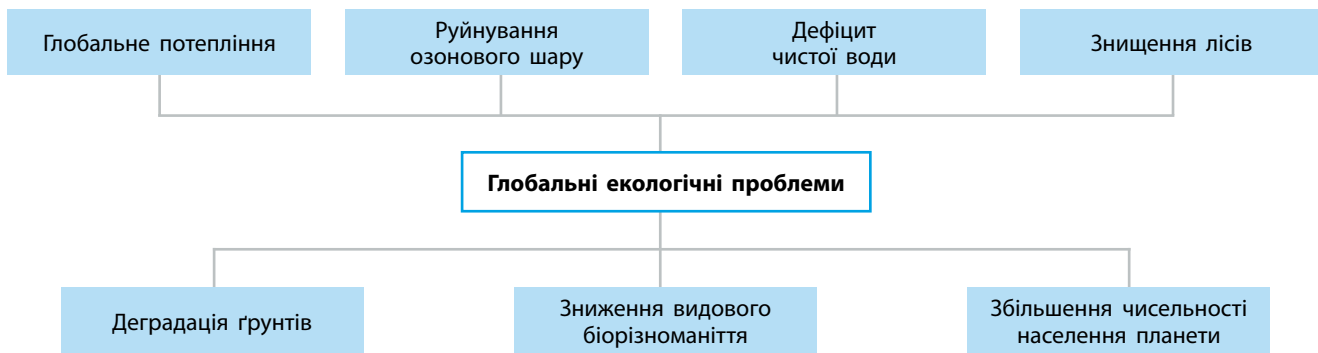 Глобальне потепління
Руйнування
озонового шару
Дефіцит
чистої води
Знищення лісів
Глобальні екологічні проблеми
Деградація ґрунтів
Зниження видового
біорізноманіття
Збільшення чисельності
населення планети